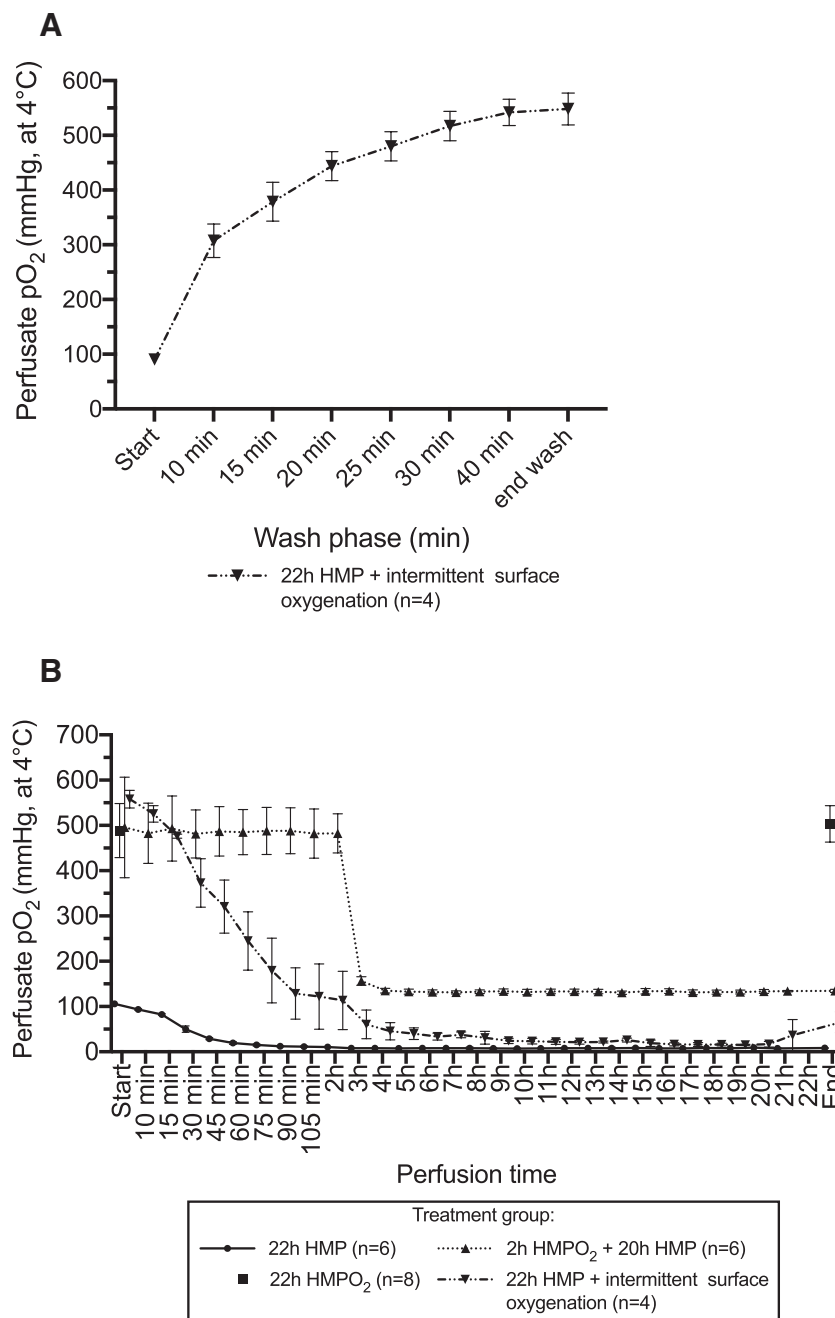 A
Perfusate pO2 (mmHg, at 4°C)
600
500
400
300
200
100
0
Start
10 min
15 min
20 min
25 min
30 min
40 min
end wash
Wash phase (min)
22h HMP + intermittent surface
oxygenation (n=4)
B
Perfusate pO2 (mmHg, at 4°C)
700
600
500
400
300
200
100
0
Start
10 min
15 min
30 min
45 min
60 min
75 min
90 min
105 min
2h
3h
4h
5h
6h
7h
8h
9h
10h
11h
12h
13h
14h
15h
16h
17h
18h
19h
20h
21h
22h
End
Perfusion time
Treatment group:
22h HMP (n=6)
2h HMPO2 + 20h HMP (n=6)
22h HMPO2 (n=8)
22h HMP + intermittent surface
oxygenation (n=4)